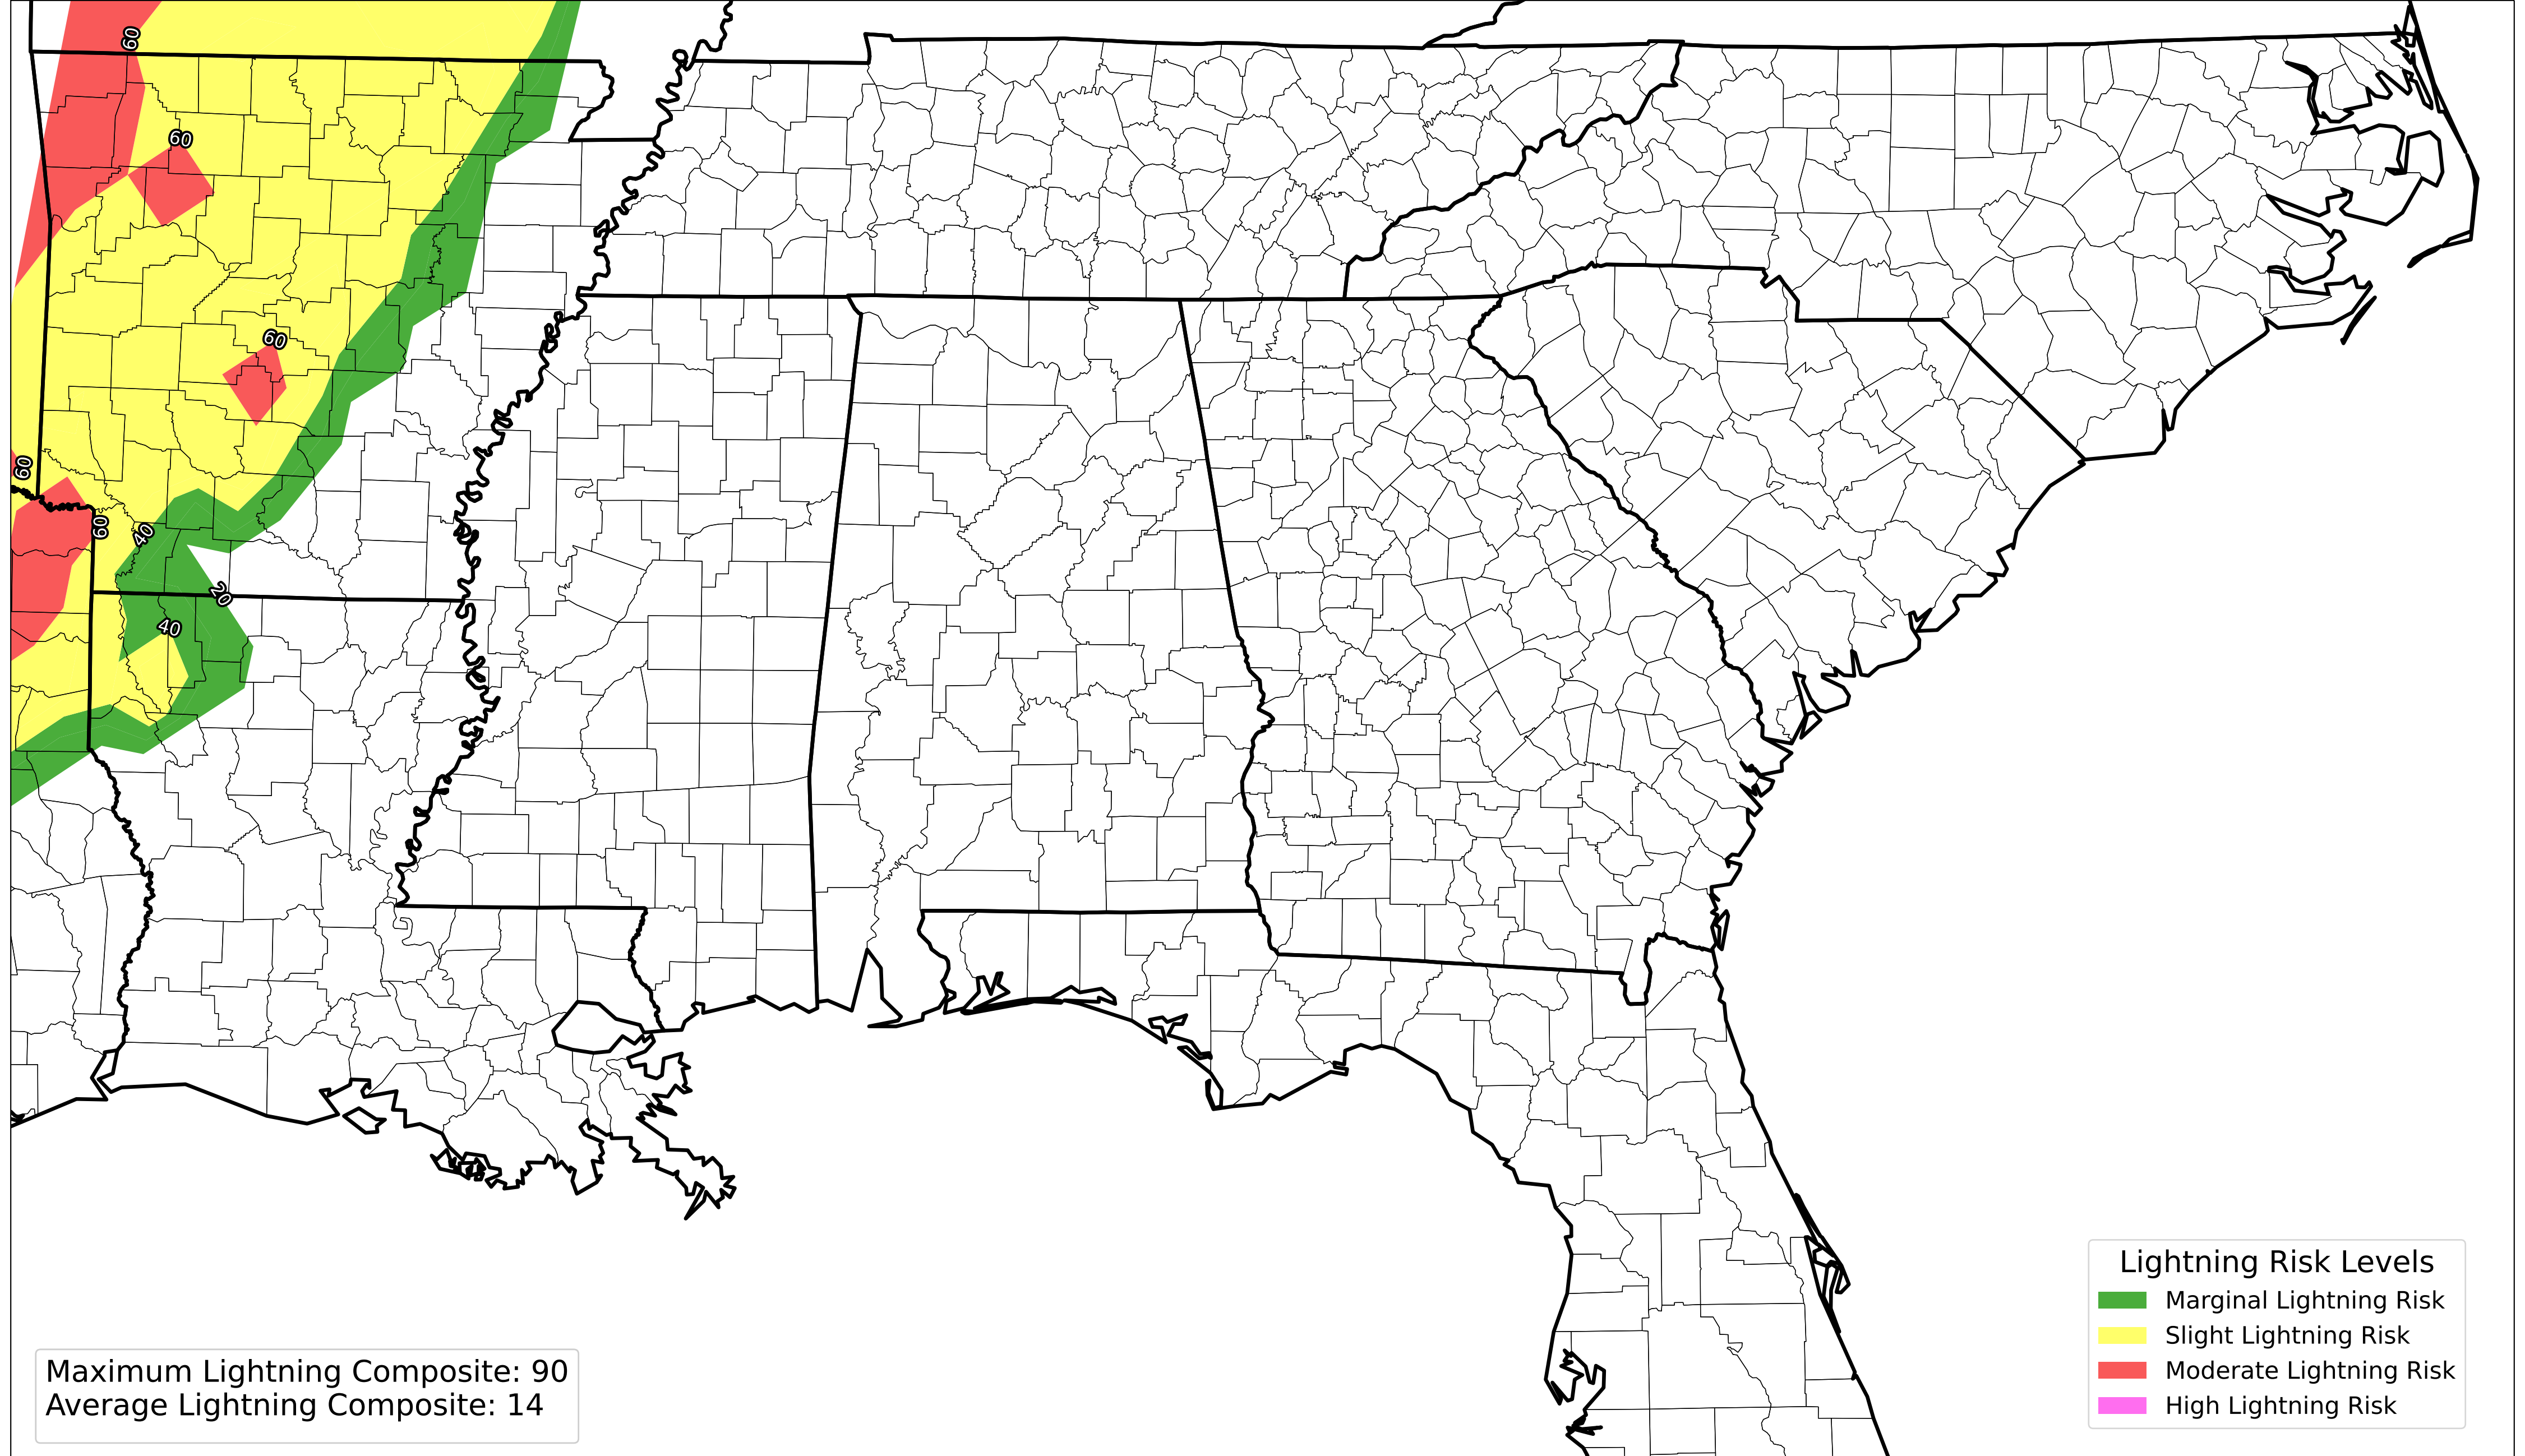 60
60
60
60
60
40
20
40
Lightning Risk Levels
Marginal Lightning Risk
Slight Lightning Risk
Moderate Lightning Risk
High Lightning Risk
Maximum Lightning Composite: 90
Average Lightning Composite: 14